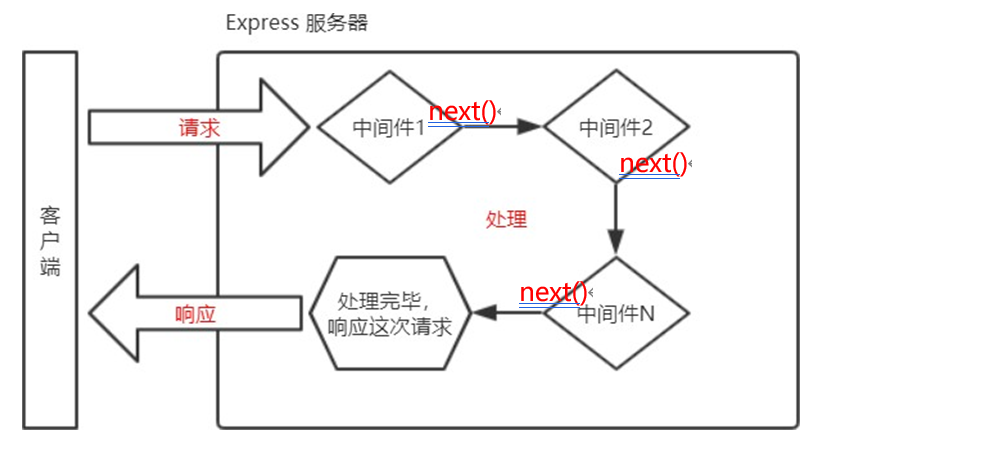 Express 服务器
客户端
请求
中间件1
next()
中间件2
next()
处理
next()
中间件N
处理完毕，
响应这次请求
响应